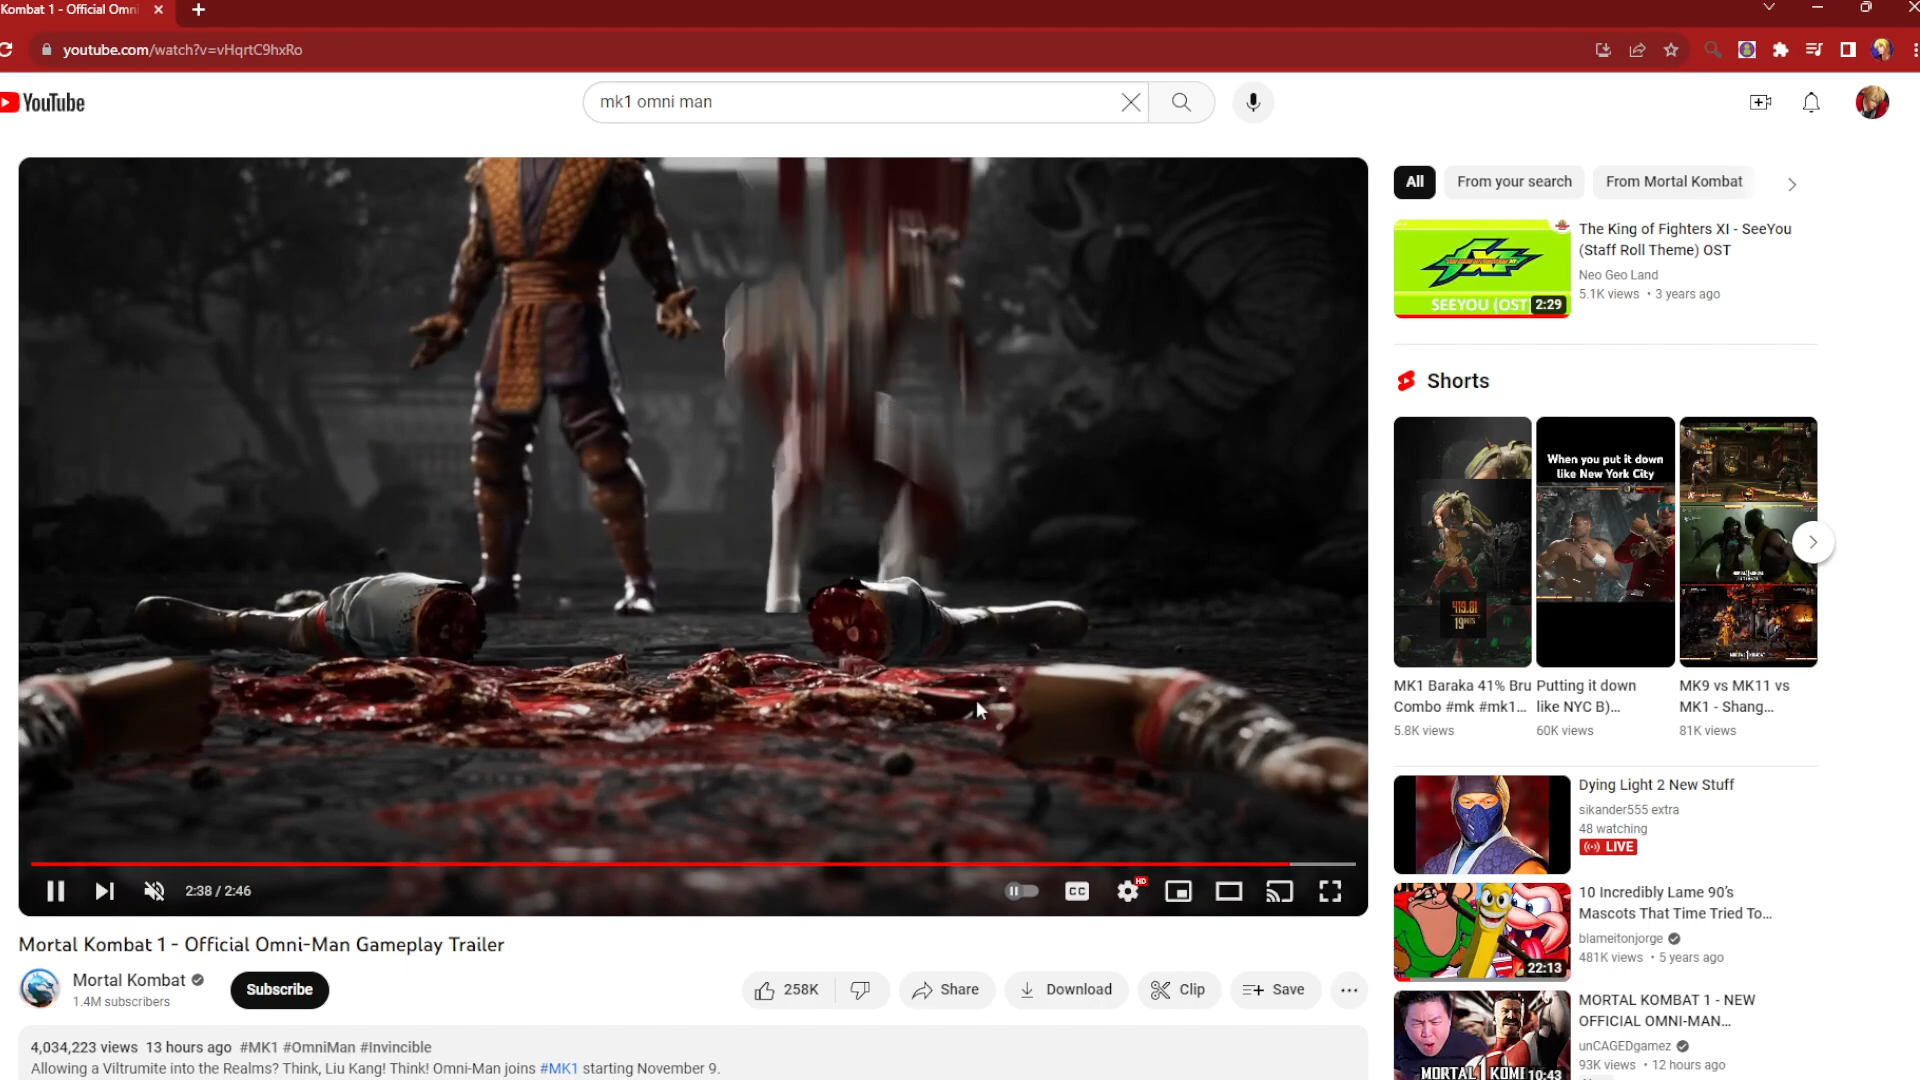 Kombat 1 - Official Omni
youtube.com/watch?v=vHqrtC9hxRo
YouTube
mk1 omni man
All
From your search
From Mortal Kombat
SEEYOU (OST
2:29
The King of Fighters XI - SeeYou
(Staff Roll Theme) OST
Neo Geo Land
5.1K views • 3 years ago
Shorts
When you put it down
like New York City
MK1 Baraka 41% Bru
Combo #mk #mk1...
5.8K views
Putting it down
like NYC B)...
60K views
MK9 vs MK11 vs
MK1 - Shang...
81K views
Dying Light 2 New Stuff
sikander555 extra
48 watching
LIVE
22:13
10 Incredibly Lame 90's
Mascots That Time Tried To...
blameitonjorge
481K views • 5 years ago
MORTAL KOMB
10:43
MORTAL KOMBAT 1 - NEW
OFFICIAL OMNI-MAN...
unCAGEDgamez
93K views • 12 hours ago
2:38 / 2:46
CC
HD
Mortal Kombat 1 - Official Omni-Man Gameplay Trailer
Mortal Kombat
1.4M subscribers
Subscribe
258K
Share
Download
Clip
Save
4,034,223 views 13 hours ago #MK1 #OmniMan #Invincible
Allowing a Viltrumite into the Realms? Think, Liu Kang! Think! Omni-Man joins #MK1 starting November 9.